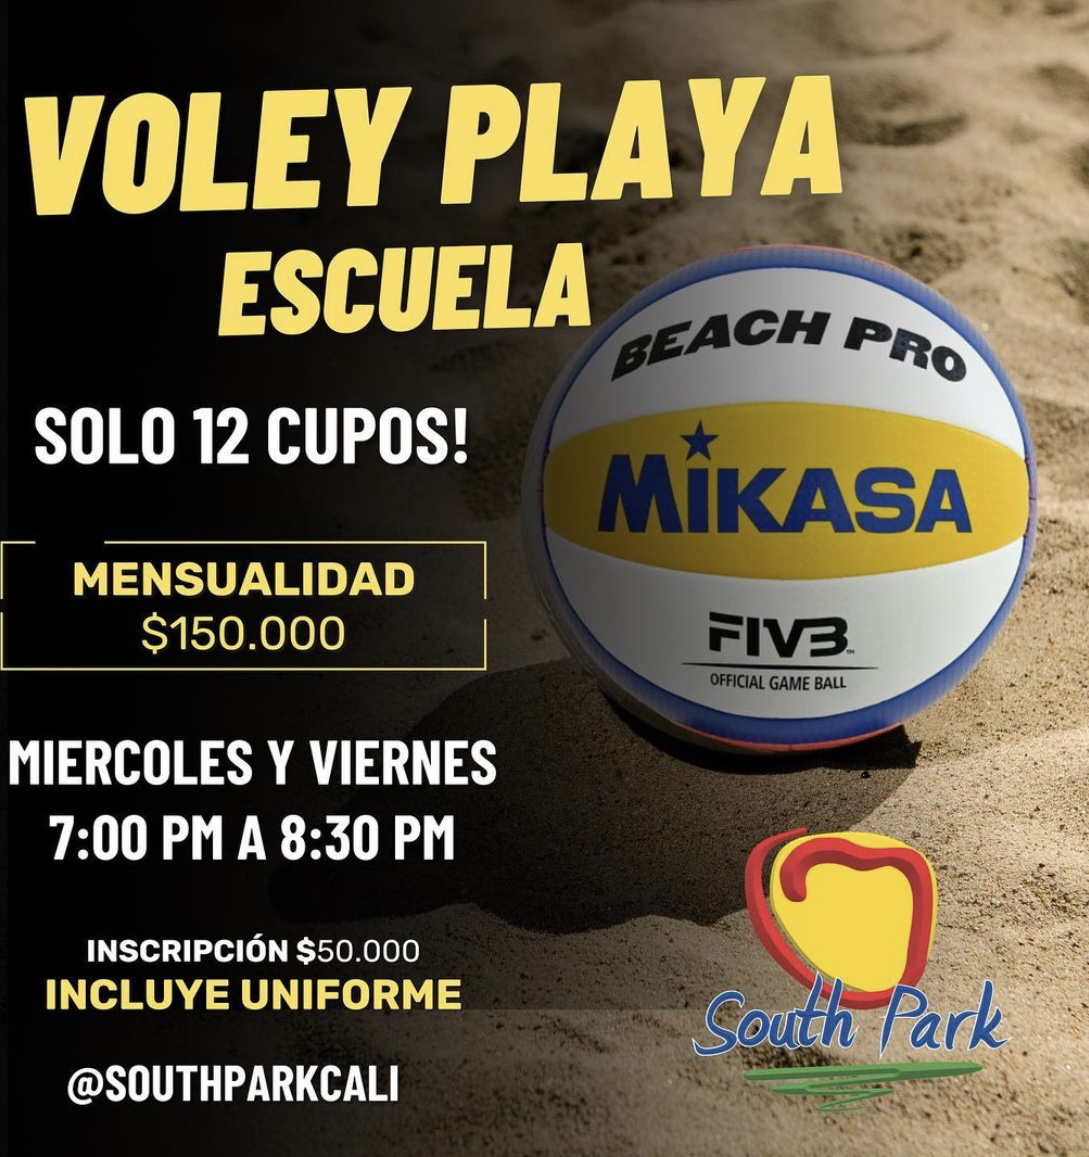 VOLEY PLAYA
ESCUELA
SOLO 12 CUPOS!
MENSUALIDAD
$150.000
MIERCOLES Y VIERNES
7:00 PM A 8:30 PM
INSCRIPCIÓN $50.000
INCLUYE UNIFORME
@SOUTHPARKCALI
BEACH PRO
MiKASA
FIVB™
OFFICIAL GAME BALL
South Park